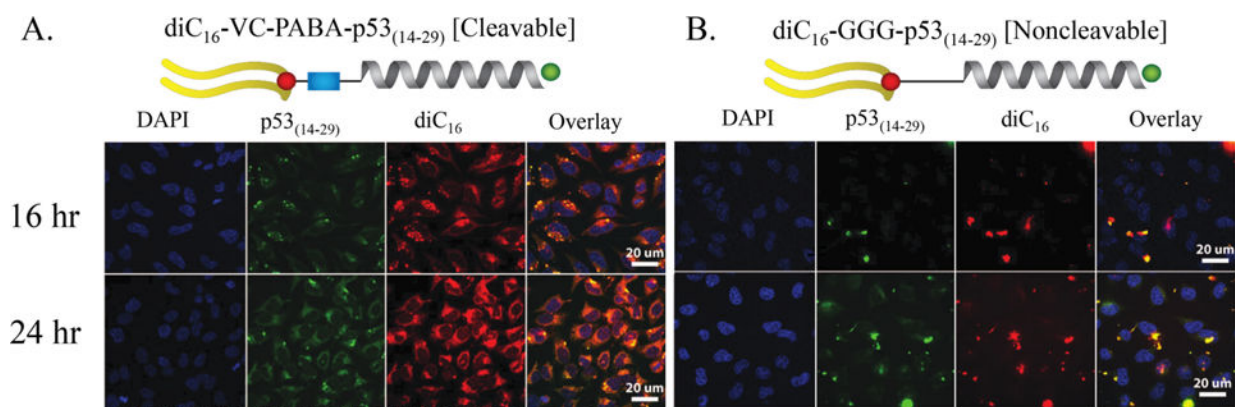 A. diC₁₆-VC-PABA-p53₍₁₄₋₂₉₎ [Cleavable]
B. diC₁₆-GGG-p53₍₁₄₋₂₉₎ [Noncleavable]
DAPI p53₍₁₄₋₂₉₎ diC₁₆ Overlay
DAPI p53₍₁₄₋₂₉₎ diC₁₆ Overlay
16 hr
20 um
20 um
24 hr
20 um
20 um